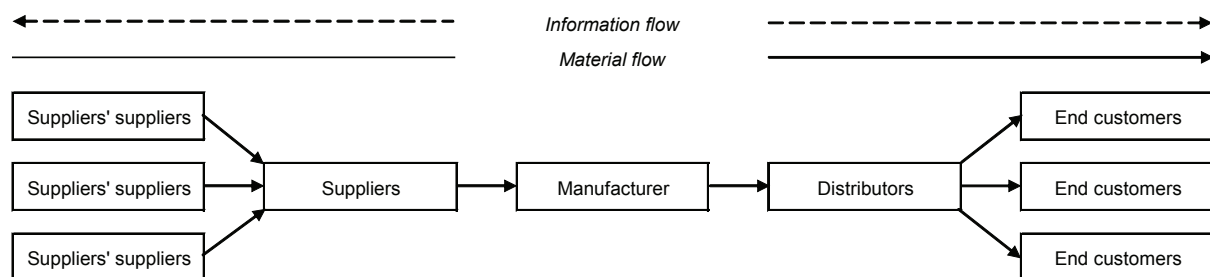 Information flow
Material flow
Suppliers' suppliers
End customers
Suppliers' suppliers
Suppliers
Manufacturer
Distributors
End customers
Suppliers' suppliers
End customers